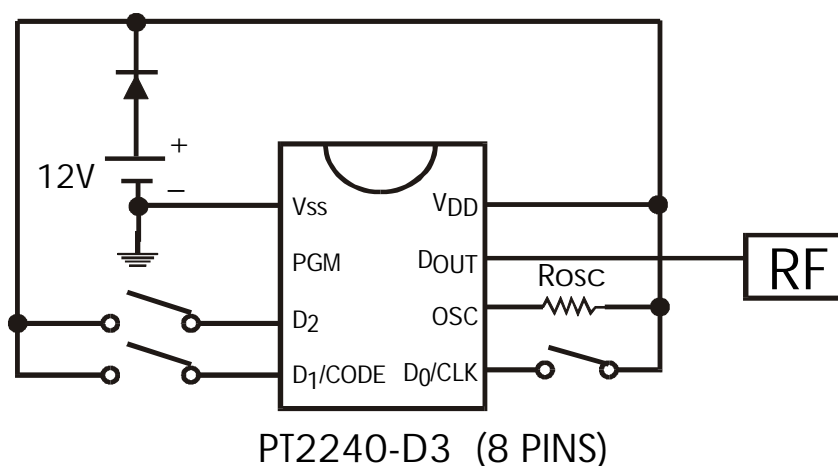 12V
+
−
Vss
VDD
PGM
DOUT
RF
Rosc
D2
OSC
D1/CODE
D0/CLK
PT2240-D3 (8 PINS)